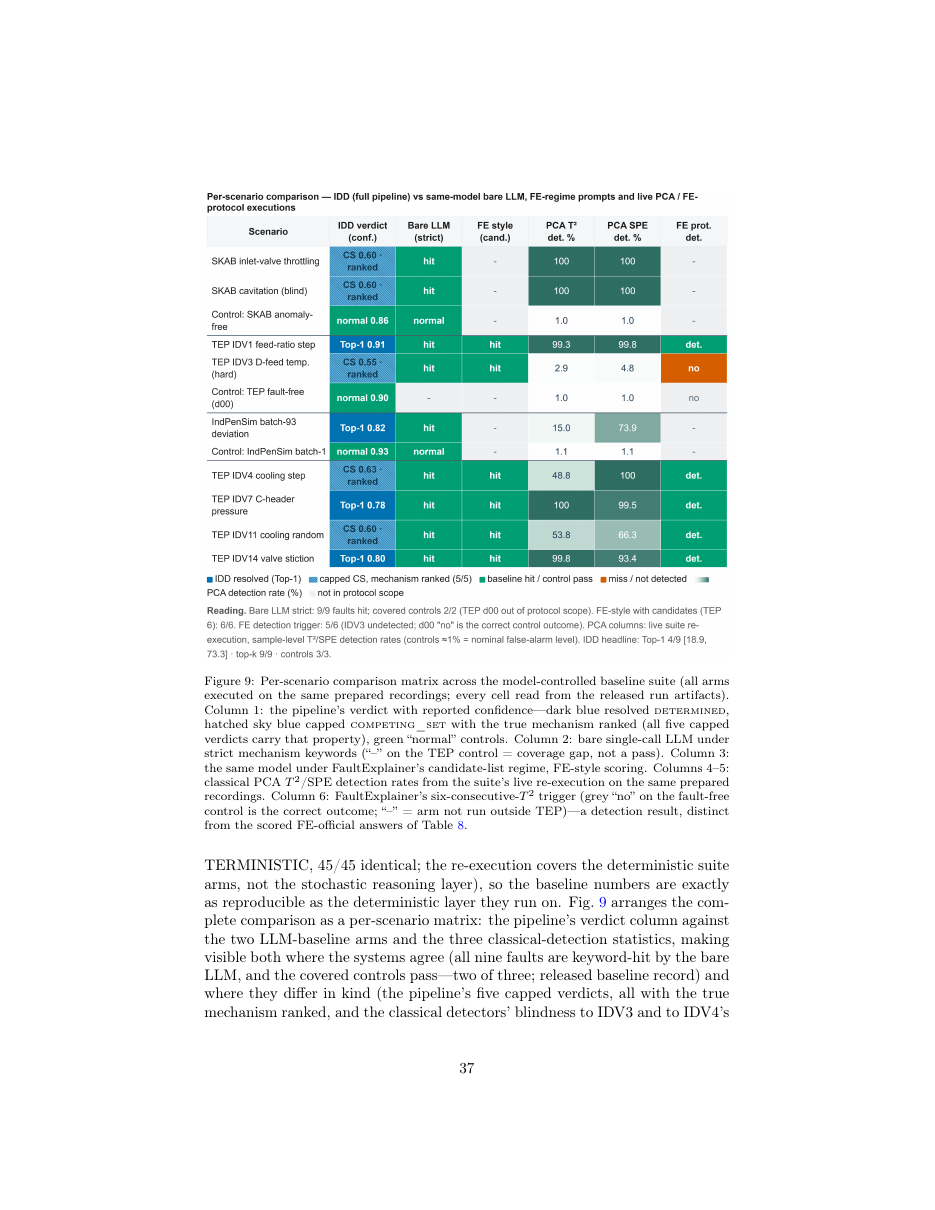 Per-scenario comparison — IDD (full pipeline) vs same-model bare LLM, FE-regime prompts and live PCA / FE-
protocol executions
Scenario
IDD verdict
(conf.)
Bare LLM
(strict)
FE style
(cand.)
PCA T²
det. %
PCA SPE
det. %
FE prot.
det.
SKAB inlet-valve throttling
CS 0.60 ·
ranked
hit
-
100
100
-
SKAB cavitation (blind)
CS 0.60 ·
ranked
hit
-
100
100
-
Control: SKAB anomaly-
free
normal 0.86
normal
-
1.0
1.0
-
TEP IDV1 feed-ratio step
Top-1 0.91
hit
hit
99.3
99.8
det.
TEP IDV3 D-feed temp.
(hard)
CS 0.55 ·
ranked
hit
hit
2.9
4.8
no
Control: TEP fault-free
(d00)
normal 0.90
-
-
1.0
1.0
no
IndPenSim batch-93
deviation
Top-1 0.82
hit
-
15.0
73.9
-
Control: IndPenSim batch-1
normal 0.93
normal
-
1.1
1.1
-
TEP IDV4 cooling step
CS 0.63 ·
ranked
hit
hit
48.8
100
det.
TEP IDV7 C-header
pressure
Top-1 0.78
hit
hit
100
99.5
det.
TEP IDV11 cooling random
CS 0.60 ·
ranked
hit
hit
53.8
66.3
det.
TEP IDV14 valve stiction
Top-1 0.80
hit
hit
99.8
93.4
det.
IDD resolved (Top-1) capped CS, mechanism ranked (5/5) baseline hit / control pass miss / not detected
PCA detection rate (%) not in protocol scope
Reading. Bare LLM strict: 9/9 faults hit; covered controls 2/2 (TEP d00 out of protocol scope). FE-style with candidates (TEP
6): 6/6. FE detection trigger: 5/6 (IDV3 undetected; d00 "no" is the correct control outcome). PCA columns: live suite re-
execution, sample-level T²/SPE detection rates (controls ≈1% = nominal false-alarm level). IDD headline: Top-1 4/9 [18.9,
73.3] · top-k 9/9 · controls 3/3.
Figure 9: Per-scenario comparison matrix across the model-controlled baseline suite (all arms
executed on the same prepared recordings; every cell read from the released run artifacts).
Column 1: the pipeline's verdict with reported confidence—dark blue resolved DETERMINED,
hatched sky blue capped COMPETING_SET with the true mechanism ranked (all five capped
verdicts carry that property), green “normal” controls. Column 2: bare single-call LLM under
strict mechanism keywords (“–” on the TEP control = coverage gap, not a pass). Column 3:
the same model under FaultExplainer's candidate-list regime, FE-style scoring. Columns 4–5:
classical PCA T²/SPE detection rates from the suite's live re-execution on the same prepared
recordings. Column 6: FaultExplainer's six-consecutive-T² trigger (grey “no” on the fault-free
control is the correct outcome; “–” = arm not run outside TEP)—a detection result, distinct
from the scored FE-official answers of Table 8.
TERMINISTIC, 45/45 identical; the re-execution covers the deterministic suite
arms, not the stochastic reasoning layer), so the baseline numbers are exactly
as reproducible as the deterministic layer they run on. Fig. 9 arranges the com-
plete comparison as a per-scenario matrix: the pipeline's verdict column against
the two LLM-baseline arms and the three classical-detection statistics, making
visible both where the systems agree (all nine faults are keyword-hit by the bare
LLM, and the covered controls pass—two of three; released baseline record) and
where they differ in kind (the pipeline's five capped verdicts, all with the true
mechanism ranked, and the classical detectors' blindness to IDV3 and to IDV4's
37